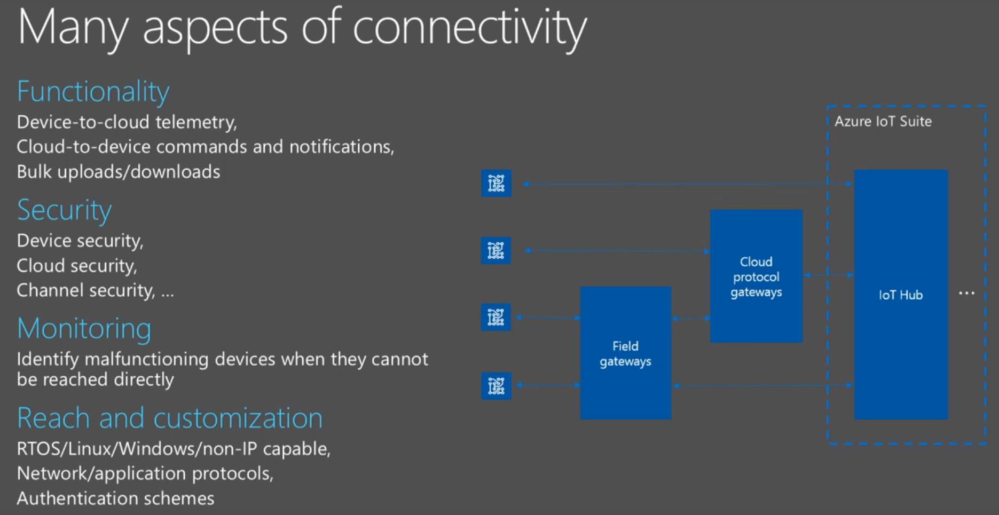 Many aspects of connectivity
Functionality
Device-to-cloud telemetry,
Cloud-to-device commands and notifications,
Bulk uploads/downloads
Security
Device security,
Cloud security,
Channel security, ...
Monitoring
Identify malfunctioning devices when they cannot
be reached directly
Reach and customization
RTOS/Linux/Windows/non-IP capable,
Network/application protocols,
Authentication schemes
Azure IoT Suite
Cloud
protocol
gateways
Field
gateways
IoT Hub
...